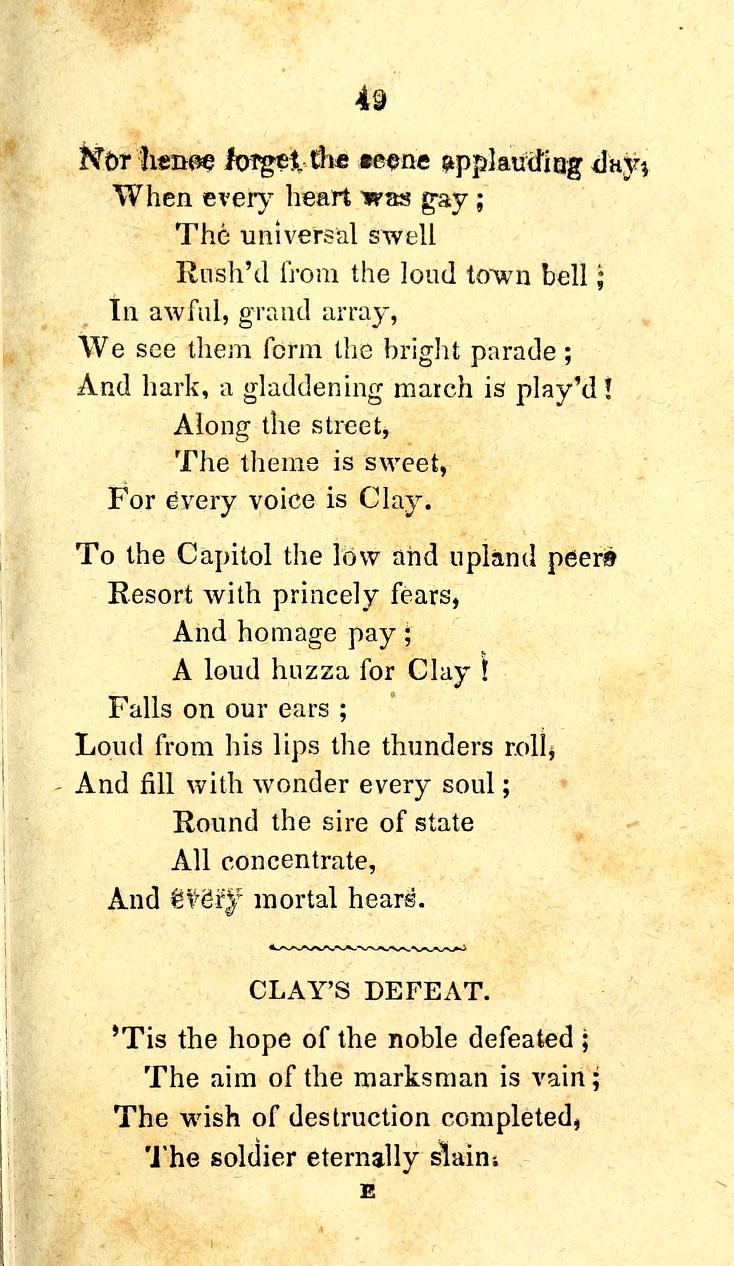 49
Nor hence forget the scene applauding day,
When every heart was gay ;
The universal swell
Rush'd from the loud town bell ;
In awful, grand array,
We see them form the bright parade ;
And hark, a gladdening march is play'd !
Along the street,
The theme is sweet,
For every voice is Clay.
To the Capitol the low and upland peers
Resort with princely fears,
And homage pay ;
A loud huzza for Clay !
Falls on our ears ;
Loud from his lips the thunders roll,
And fill with wonder every soul ;
Round the sire of state
All concentrate,
And every mortal hears.
CLAY'S DEFEAT.
'Tis the hope of the noble defeated ;
The aim of the marksman is vain ;
The wish of destruction completed,
The soldier eternally slain.
E